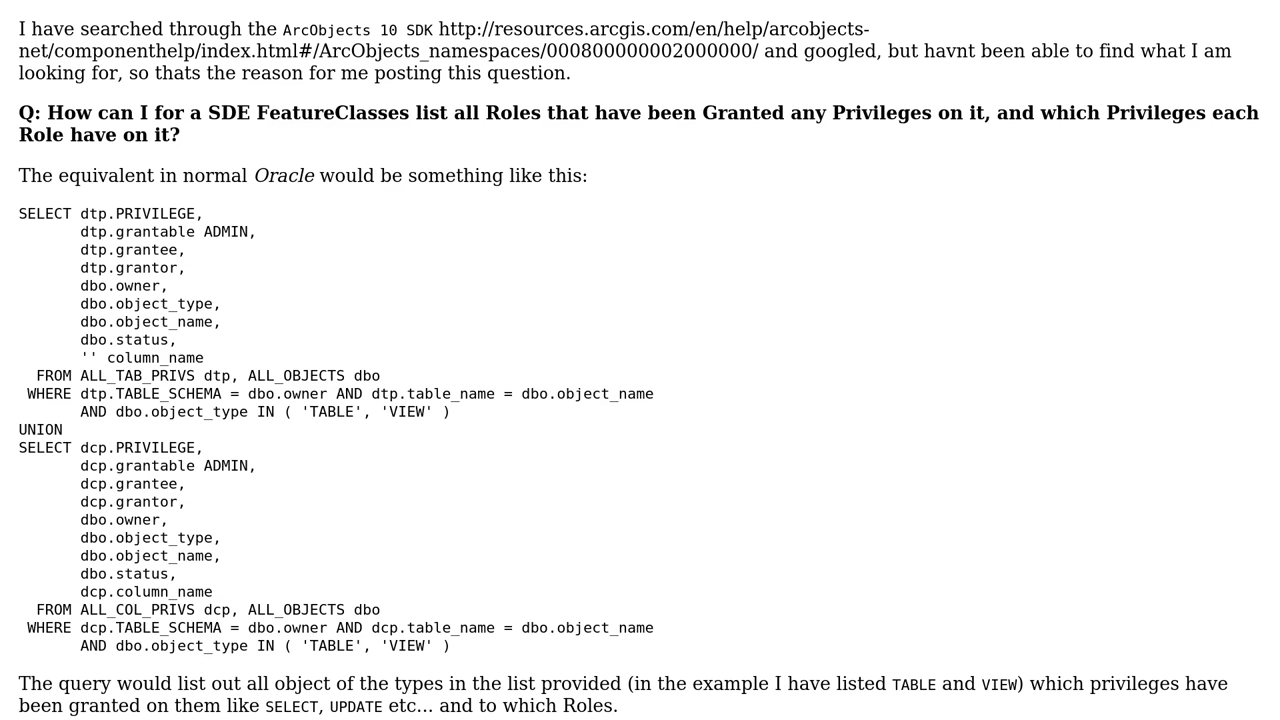 I have searched through the ArcObjects 10 SDK http://resources.arcgis.com/en/help/arcobjects-
net/componenthelp/index.html#/ArcObjects_namespaces/000800000002000000/ and googled, but havnt been able to find what I am
looking for, so thats the reason for me posting this question.
Q: How can I for a SDE FeatureClasses list all Roles that have been Granted any Privileges on it, and which Privileges each
Role have on it?
The equivalent in normal Oracle would be something like this:
SELECT dtp.PRIVILEGE,
       dtp.grantable ADMIN,
       dtp.grantee,
       dtp.grantor,
       dbo.owner,
       dbo.object_type,
       dbo.object_name,
       dbo.status,
       '' column_name
  FROM ALL_TAB_PRIVS dtp, ALL_OBJECTS dbo
 WHERE dtp.TABLE_SCHEMA = dbo.owner AND dtp.table_name = dbo.object_name
       AND dbo.object_type IN ( 'TABLE', 'VIEW' )
UNION
SELECT dcp.PRIVILEGE,
       dcp.grantable ADMIN,
       dcp.grantee,
       dcp.grantor,
       dbo.owner,
       dbo.object_type,
       dbo.object_name,
       dbo.status,
       dcp.column_name
  FROM ALL_COL_PRIVS dcp, ALL_OBJECTS dbo
 WHERE dcp.TABLE_SCHEMA = dbo.owner AND dcp.table_name = dbo.object_name
       AND dbo.object_type IN ( 'TABLE', 'VIEW' )
The query would list out all object of the types in the list provided (in the example I have listed TABLE and VIEW) which privileges have
been granted on them like SELECT, UPDATE etc... and to which Roles.